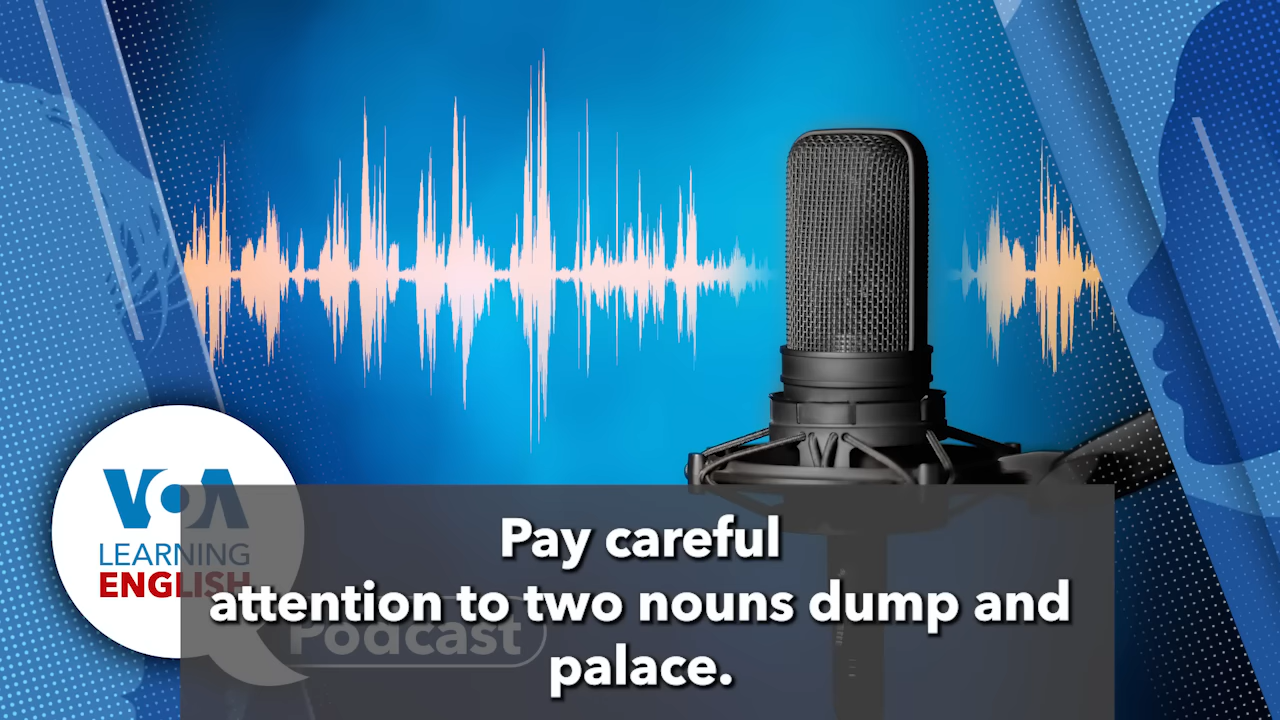 VOA
LEARNING
ENGLISH
Podcast
Pay careful
attention to two nouns dump and
palace.